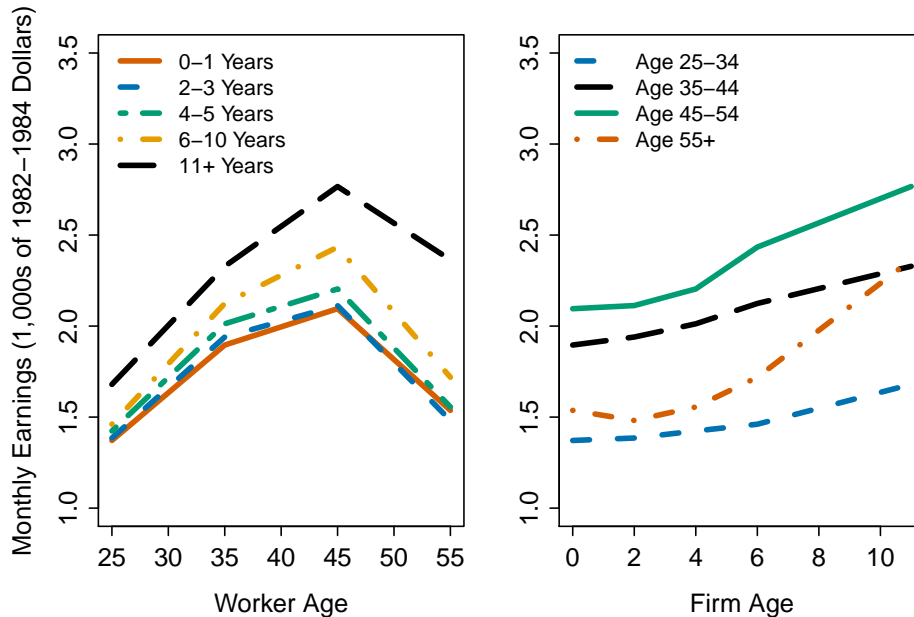 Monthly Earnings (1,000s of 1982–1984 Dollars)
3.5
3.0
2.5
2.0
1.5
1.0
0–1 Years
2–3 Years
4–5 Years
6–10 Years
11+ Years
25 30 35 40 45 50 55
Worker Age
3.5
3.0
2.5
2.0
1.5
1.0
Age 25–34
Age 35–44
Age 45–54
Age 55+
0 2 4 6 8 10
Firm Age